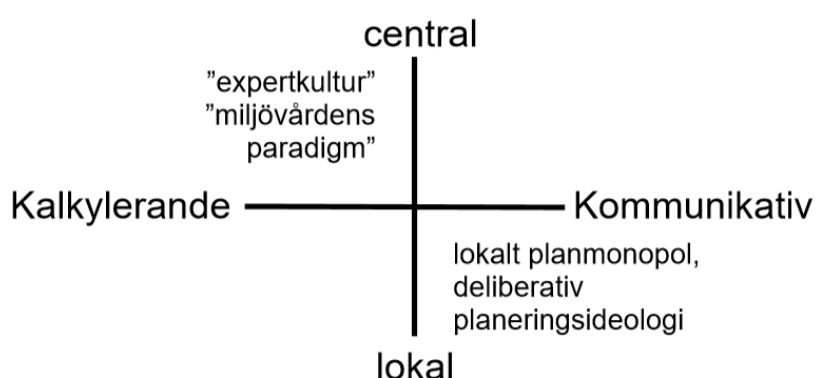 central
”expertkultur”
”miljövårdens
paradigm”
Kalkylerande
Kommunikativ
lokalt planmonopol,
deliberativ
planeringsideologi
lokal